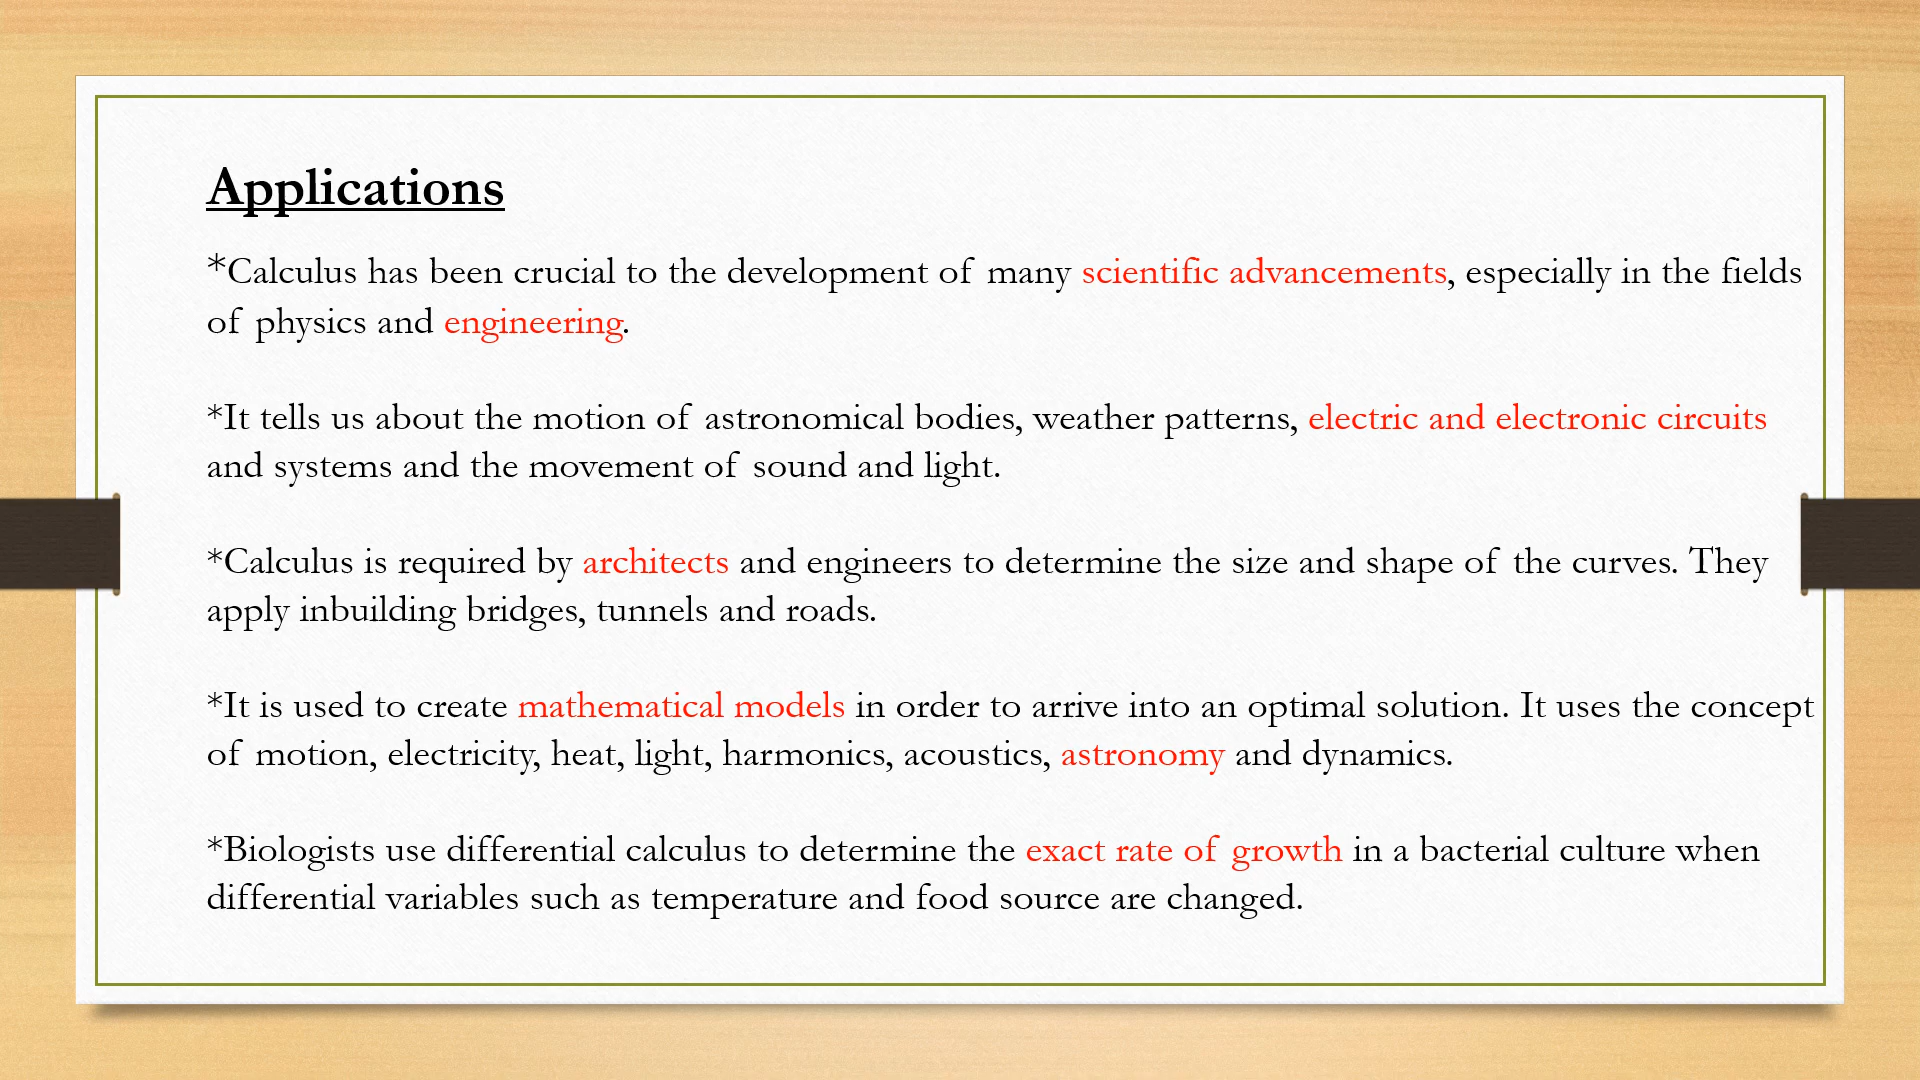 Applications
*Calculus has been crucial to the development of many scientific advancements, especially in the fields
of physics and engineering.
*It tells us about the motion of astronomical bodies, weather patterns, electric and electronic circuits
and systems and the movement of sound and light.
*Calculus is required by architects and engineers to determine the size and shape of the curves. They
apply inbuilding bridges, tunnels and roads.
*It is used to create mathematical models in order to arrive into an optimal solution. It uses the concept
of motion, electricity, heat, light, harmonics, acoustics, astronomy and dynamics.
*Biologists use differential calculus to determine the exact rate of growth in a bacterial culture when
differential variables such as temperature and food source are changed.